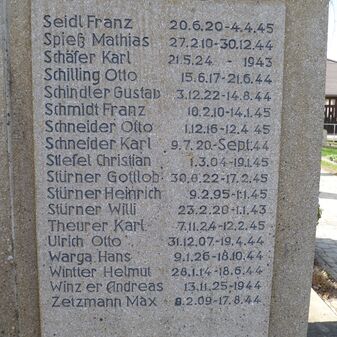 Seidl Franz 20.6.20-4.4.45
Spieß Mathias 27.2.10-30.12.44
Schäfer Karl 21.5.24 - 1943
Schilling Otto 15.6.17-21.6.44
Schindler Gustav 3.12.22-14.8.44
Schmidt Franz 10.2.10-14.1.45
Schneider Otto 1.12.16-12.4.45
Schneider Karl 9.7.20-Sept.44
Stiefel Christian 1.3.04-19.1.45
Stürner Gottlob 30.8.22-17.2.45
Stürner Heinrich 9.2.95-1.1.45
Stürner Willi 23.2.20-1.1.43
Theurer Karl 7.11.24-12.2.45
Ulrich Otto 31.12.07-19.4.44
Warga Hans 9.1.26-18.10.44
Wintler Helmut 28.1.14-18.6.44
Winzier Andreas 13.11.25-1944
Zeizmann Max 8.2.09-17.8.44